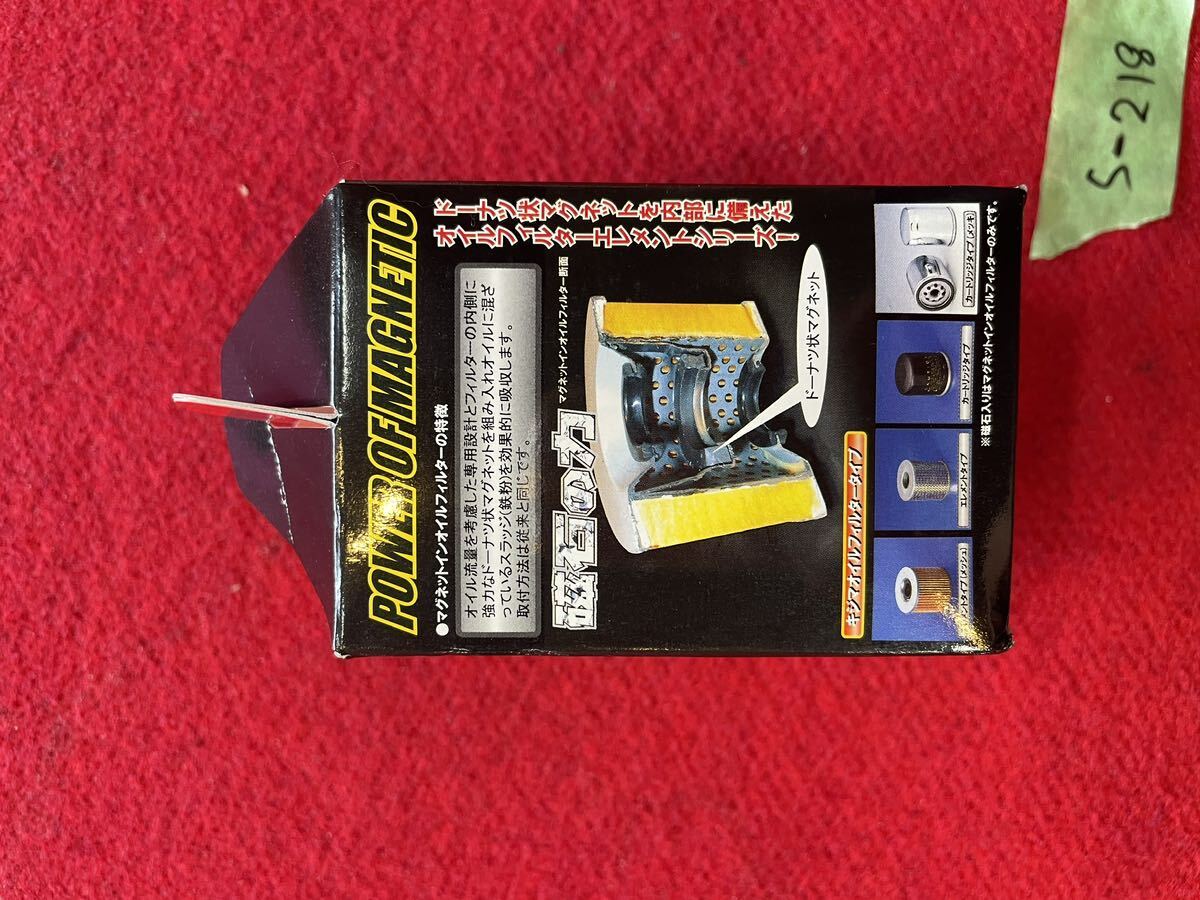 S-218
POWER OF MAGNETIC
●マグネットインオイルフィルターの特徴
オイル流量を考慮した専用設計とフィルターの内側に
強力なドーナツ状マグネットを組み入れオイルに混ざ
っているスラッジ(鉄粉)を効果的に吸収します。
取付方法は従来と同じです。
ドーナツ状マグネットを内部に備えた
オイルフィルターエレメントシリーズ!
磁石の力
マグネットインオイルフィルター断面
ドーナツ状マグネット
キジマオイルフィルタータイプ
ントタイプ(メッシュ)
エレメントタイプ
カートリッジタイプ
カートリッジタイプ(メッキ)
※磁石入りはマグネットインオイルフィルターのみです。